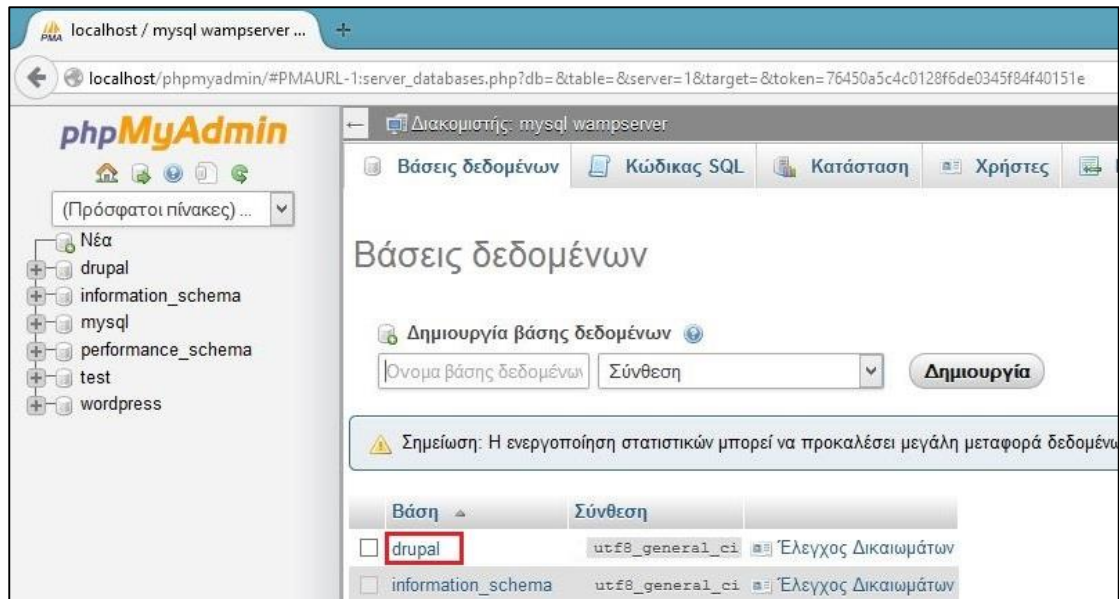 localhost / mysql wampserver ...
localhost/phpmyadmin/#PMAURL-1:server_databases.php?db=&table=&server=1&target=&token=76450a5c4c0128f6de0345f84f40151e
phpMyAdmin
(Πρόσφατοι πίνακες) ...
Νέα
drupal
information_schema
mysql
performance_schema
test
wordpress
Διακομιστής: mysql wampserver
Βάσεις δεδομένων Κώδικας SQL Κατάσταση Χρήστες
Βάσεις δεδομένων
Δημιουργία βάσης δεδομένων
Όνομα βάσης Σύνθεση Δημιουργία
Σημείωση: Η ενεργοποίηση στατιστικών μπορεί να προκαλέσει μεγάλη μεταφορά
Βάση Σύνθεση
drupal utf8_general_ci Έλεγχος Δικαιωμάτων
information_schema utf8_general_ci Έλεγχος Δικαιωμάτων